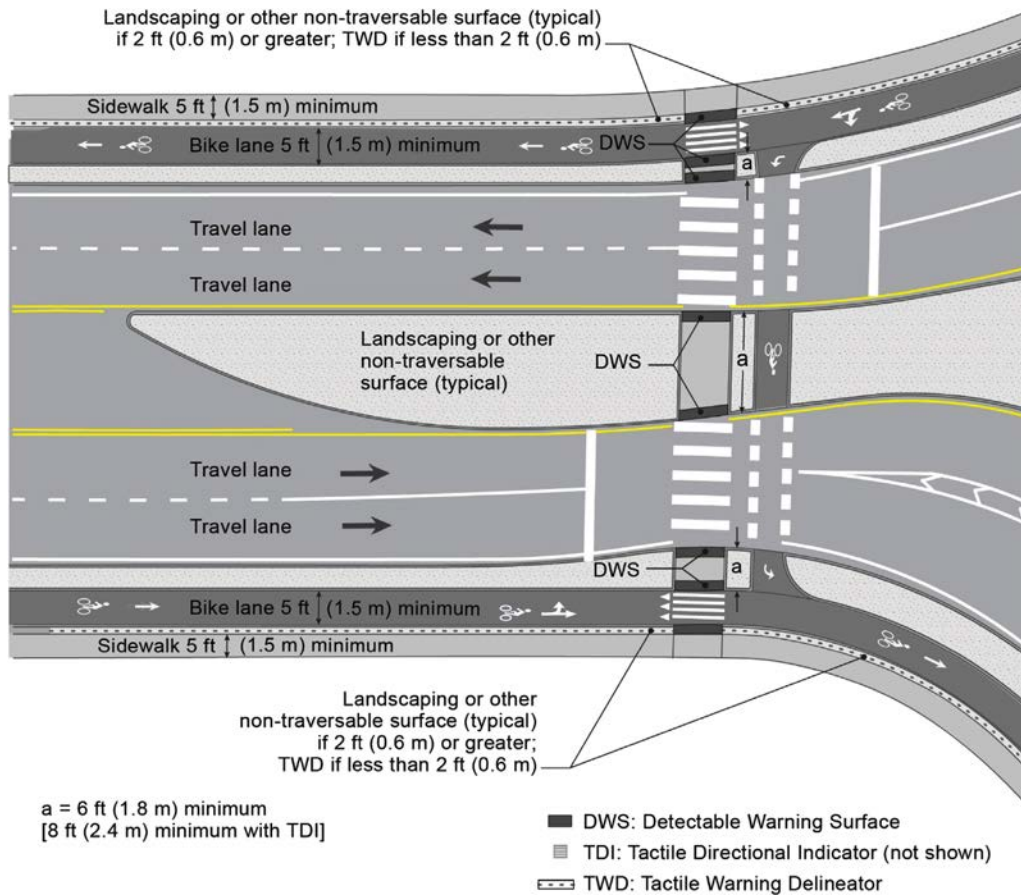 Landscaping or other non-traversable surface (typical)
if 2 ft (0.6 m) or greater; TWD if less than 2 ft (0.6 m)
Sidewalk 5 ft (1.5 m) minimum
Bike lane 5 ft (1.5 m) minimum
DWS
a
Travel lane
Travel lane
Landscaping or other
non-traversable
surface (typical)
DWS
a
Travel lane
Travel lane
DWS
a
Bike lane 5 ft (1.5 m) minimum
Sidewalk 5 ft (1.5 m) minimum
Landscaping or other
non-traversable surface (typical)
if 2 ft (0.6 m) or greater;
TWD if less than 2 ft (0.6 m)
a = 6 ft (1.8 m) minimum
[8 ft (2.4 m) minimum with TDI]
DWS: Detectable Warning Surface
TDI: Tactile Directional Indicator (not shown)
TWD: Tactile Warning Delineator